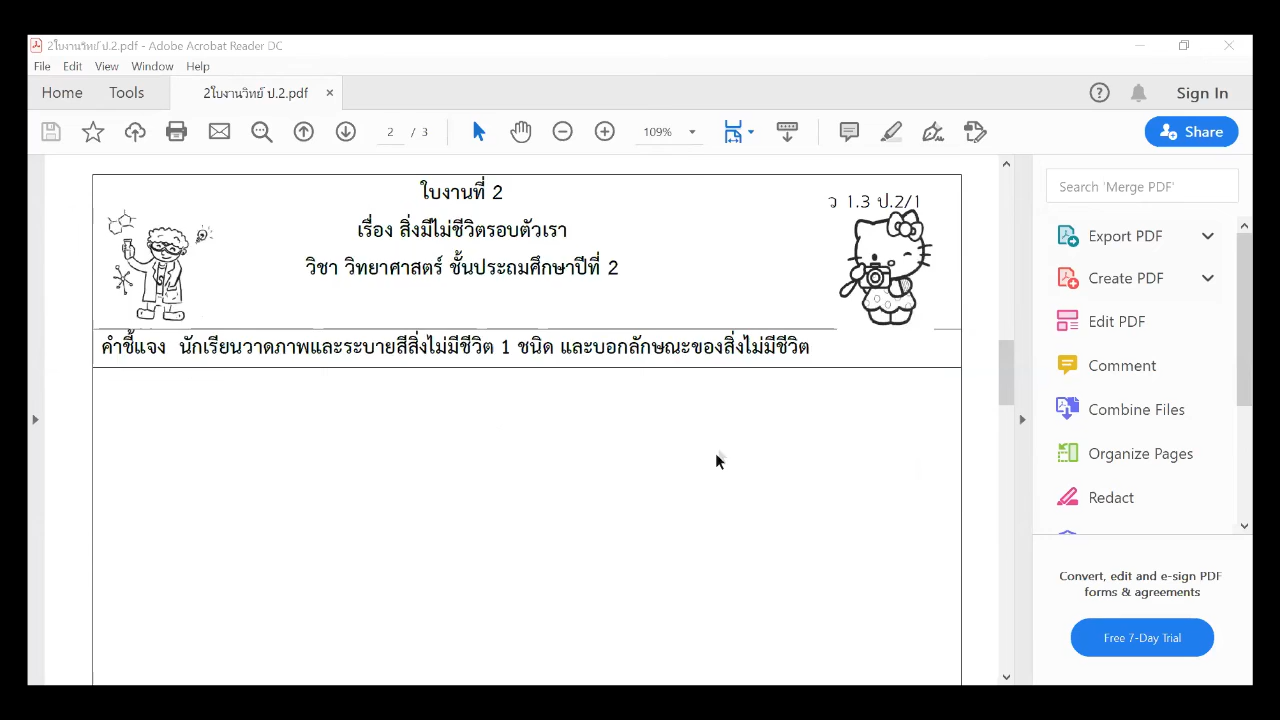 2ใบงานวิทย์ ป.2.pdf - Adobe Acrobat Reader DC
File Edit View Window Help
Home Tools 2ใบงานวิทย์ ป.2.pdf × Sign In
2 / 3 109% Share
ใบงานที่ 2
ว 1.3 ป.2/1
เรื่อง สิ่งมีไม่ชีวิตรอบตัวเรา
วิชา วิทยาศาสตร์ ชั้นประถมศึกษาปีที่ 2
คำชี้แจง นักเรียนวาดภาพและระบายสีสิ่งไม่มีชีวิต 1 ชนิด และบอกลักษณะของสิ่งไม่มีชีวิต
Search 'Merge PDF'
Export PDF
Create PDF
Edit PDF
Comment
Combine Files
Organize Pages
Redact
Convert, edit and e-sign PDF
forms & agreements
Free 7-Day Trial